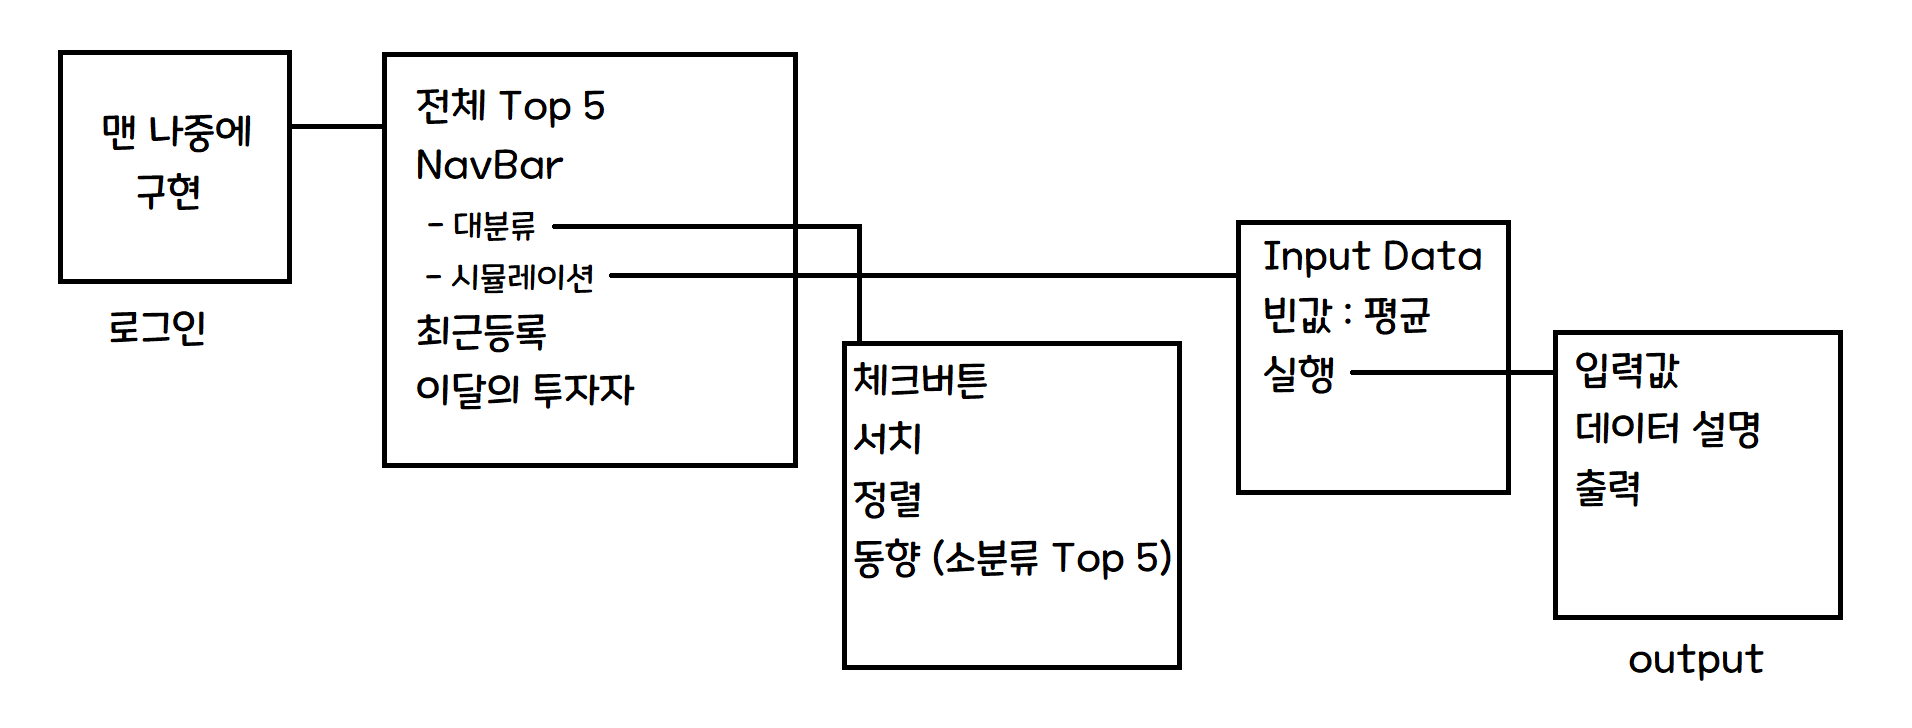 맨 나중에
구현
로그인
전체 Top 5
NavBar
- 대분류
- 시뮬레이션
최근등록
이달의 투자자
체크버튼
서치
정렬
동향 (소분류 Top 5)
Input Data
빈값 : 평균
실행
입력값
데이터 설명
출력
output